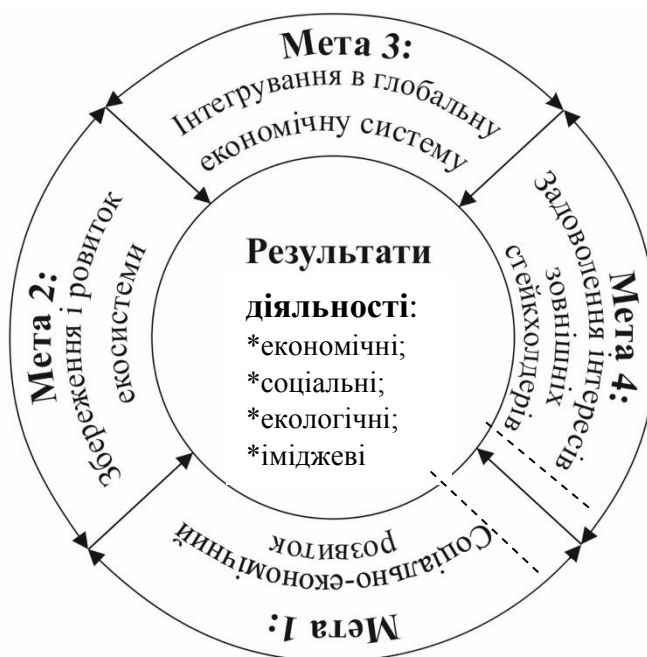 Мета 3:
Інтегрування в глобальну
економічну систему
Мета 2:
Збереження і ровиток
екосистеми
Результати
діяльності:
*економічні;
*соціальні;
*екологічні;
*іміджеві
Задоволення інтересів
зовнішніх
стейкхолдерів
Мета 4:
Соціально-економічний
розвиток
Мета 1: